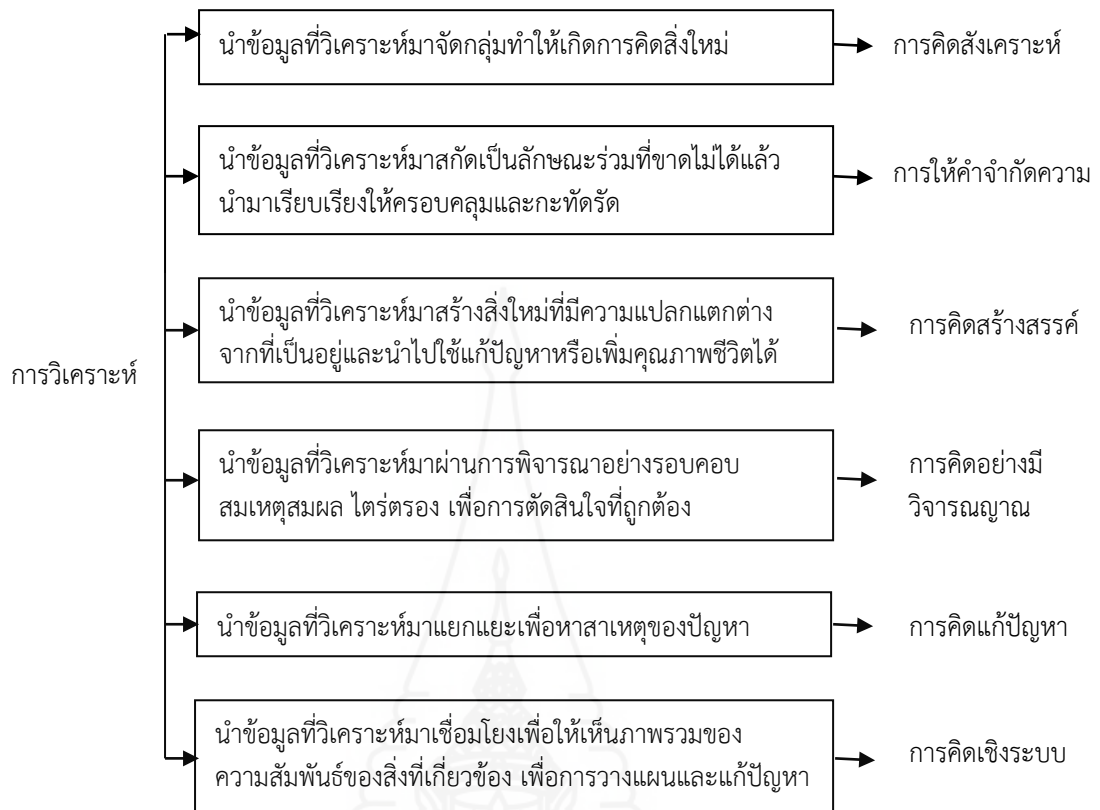 นำข้อมูลที่วิเคราะห์มาจัดกลุ่มทำให้เกิดการคิดสิ่งใหม่
การคิดสังเคราะห์
นำข้อมูลที่วิเคราะห์มาสกัดเป็นลักษณะร่วมที่ขาดไม่ได้แล้ว
นำมาเรียบเรียงให้ครอบคลุมและกะทัดรัด
การให้คำจำกัดความ
นำข้อมูลที่วิเคราะห์มาสร้างสิ่งใหม่ที่มีความแปลกแตกต่าง
จากที่เป็นอยู่และนำไปใช้แก้ปัญหาหรือเพิ่มคุณภาพชีวิตได้
การคิดสร้างสรรค์
การวิเคราะห์
นำข้อมูลที่วิเคราะห์มาผ่านการพิจารณาอย่างรอบคอบ
สมเหตุสมผล ไตร่ตรอง เพื่อการตัดสินใจที่ถูกต้อง
การคิดอย่างมี
วิจารณญาณ
นำข้อมูลที่วิเคราะห์มาแยกแยะเพื่อหาสาเหตุของปัญหา
การคิดแก้ปัญหา
นำข้อมูลที่วิเคราะห์มาเชื่อมโยงเพื่อให้เห็นภาพรวมของ
ความสัมพันธ์ของสิ่งที่เกี่ยวข้อง เพื่อการวางแผนและแก้ปัญหา
การคิดเชิงระบบ